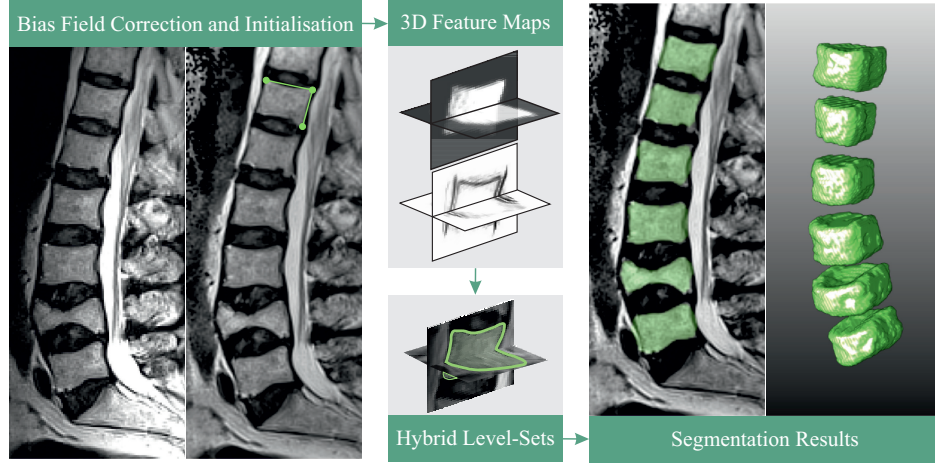 Bias Field Correction and Initialisation
3D Feature Maps
Hybrid Level-Sets
Segmentation Results